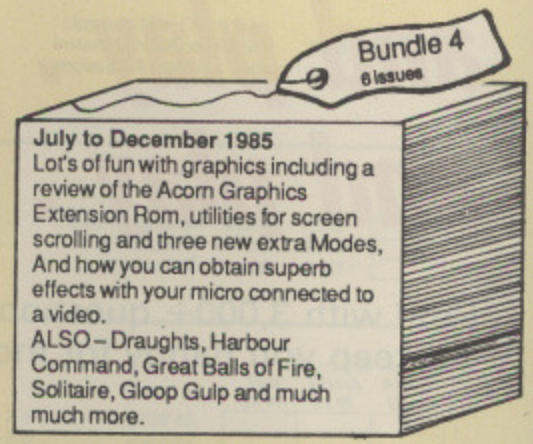 Bundle 4
6 issues
July to December 1985
Lot's of fun with graphics including a
review of the Acorn Graphics
Extension Rom, utilities for screen
scrolling and three new extra Modes,
And how you can obtain superb
effects with your micro connected to
a video.
ALSO – Draughts, Harbour
Command, Great Balls of Fire,
Solitaire, Gloop Gulp and much
much more.